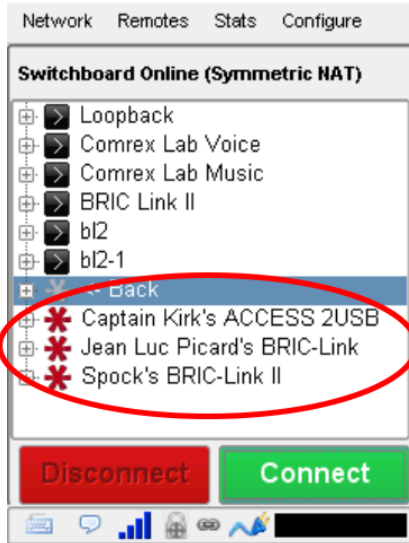 Network Remotes Stats Configure
Switchboard Online (Symmetric NAT)
Loopback
Comrex Lab Voice
Comrex Lab Music
BRIC Link II
bl2
bl2-1
<- Back
Captain Kirk's ACCESS 2USB
Jean Luc Picard's BRIC-Link
Spock's BRIC-Link II
Disconnect Connect